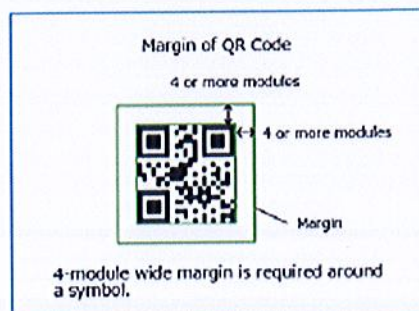 Margin of QR Code
4 or more modules
4 or more modules
Margin
4-module wide margin is required around
a symbol.